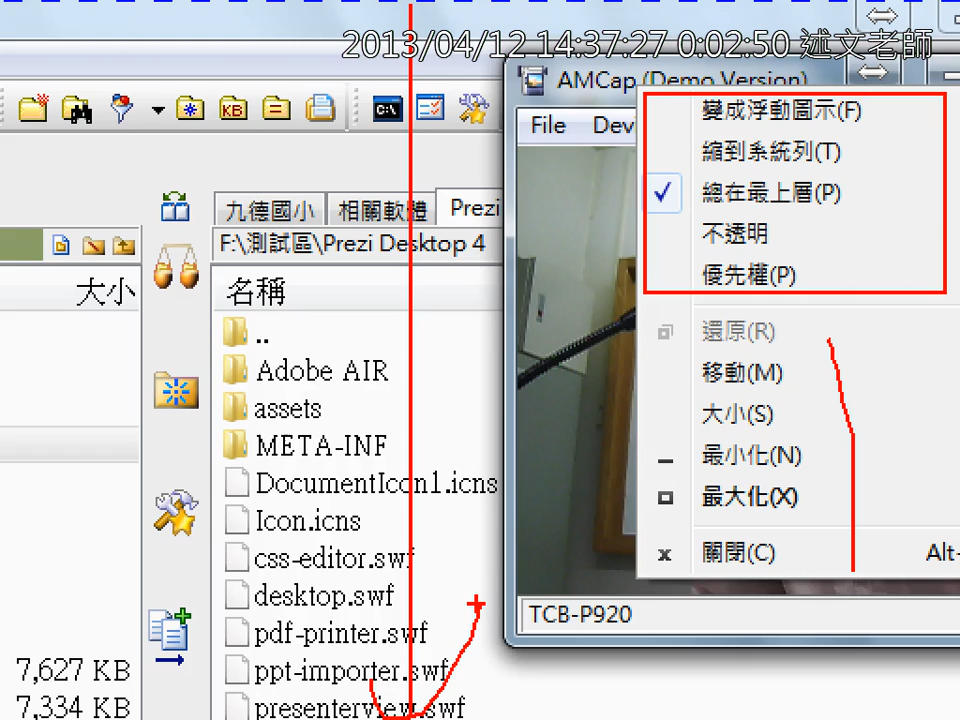 2013/04/12 14:37:27 0:02:50 述文老師
AMCap (Demo Version)
File Dev
變成浮動圖示(F)
縮到系統列(T)
總在最上層(P)
不透明
優先權(P)
還原(R)
移動(M)
大小(S)
最小化(N)
最大化(X)
關閉(C) Alt-
TCB-P920
KB
C:\
九德國小 相關軟體 Prezi
F:\測試區\Prezi Desktop 4
大小 名稱
..
Adobe AIR
assets
META-INF
DocumentIcon1.icns
Icon.icns
css-editor.swf
desktop.swf
pdf-printer.swf
7,627 KB ppt-importer.swf
7,334 KB presenterview.swf